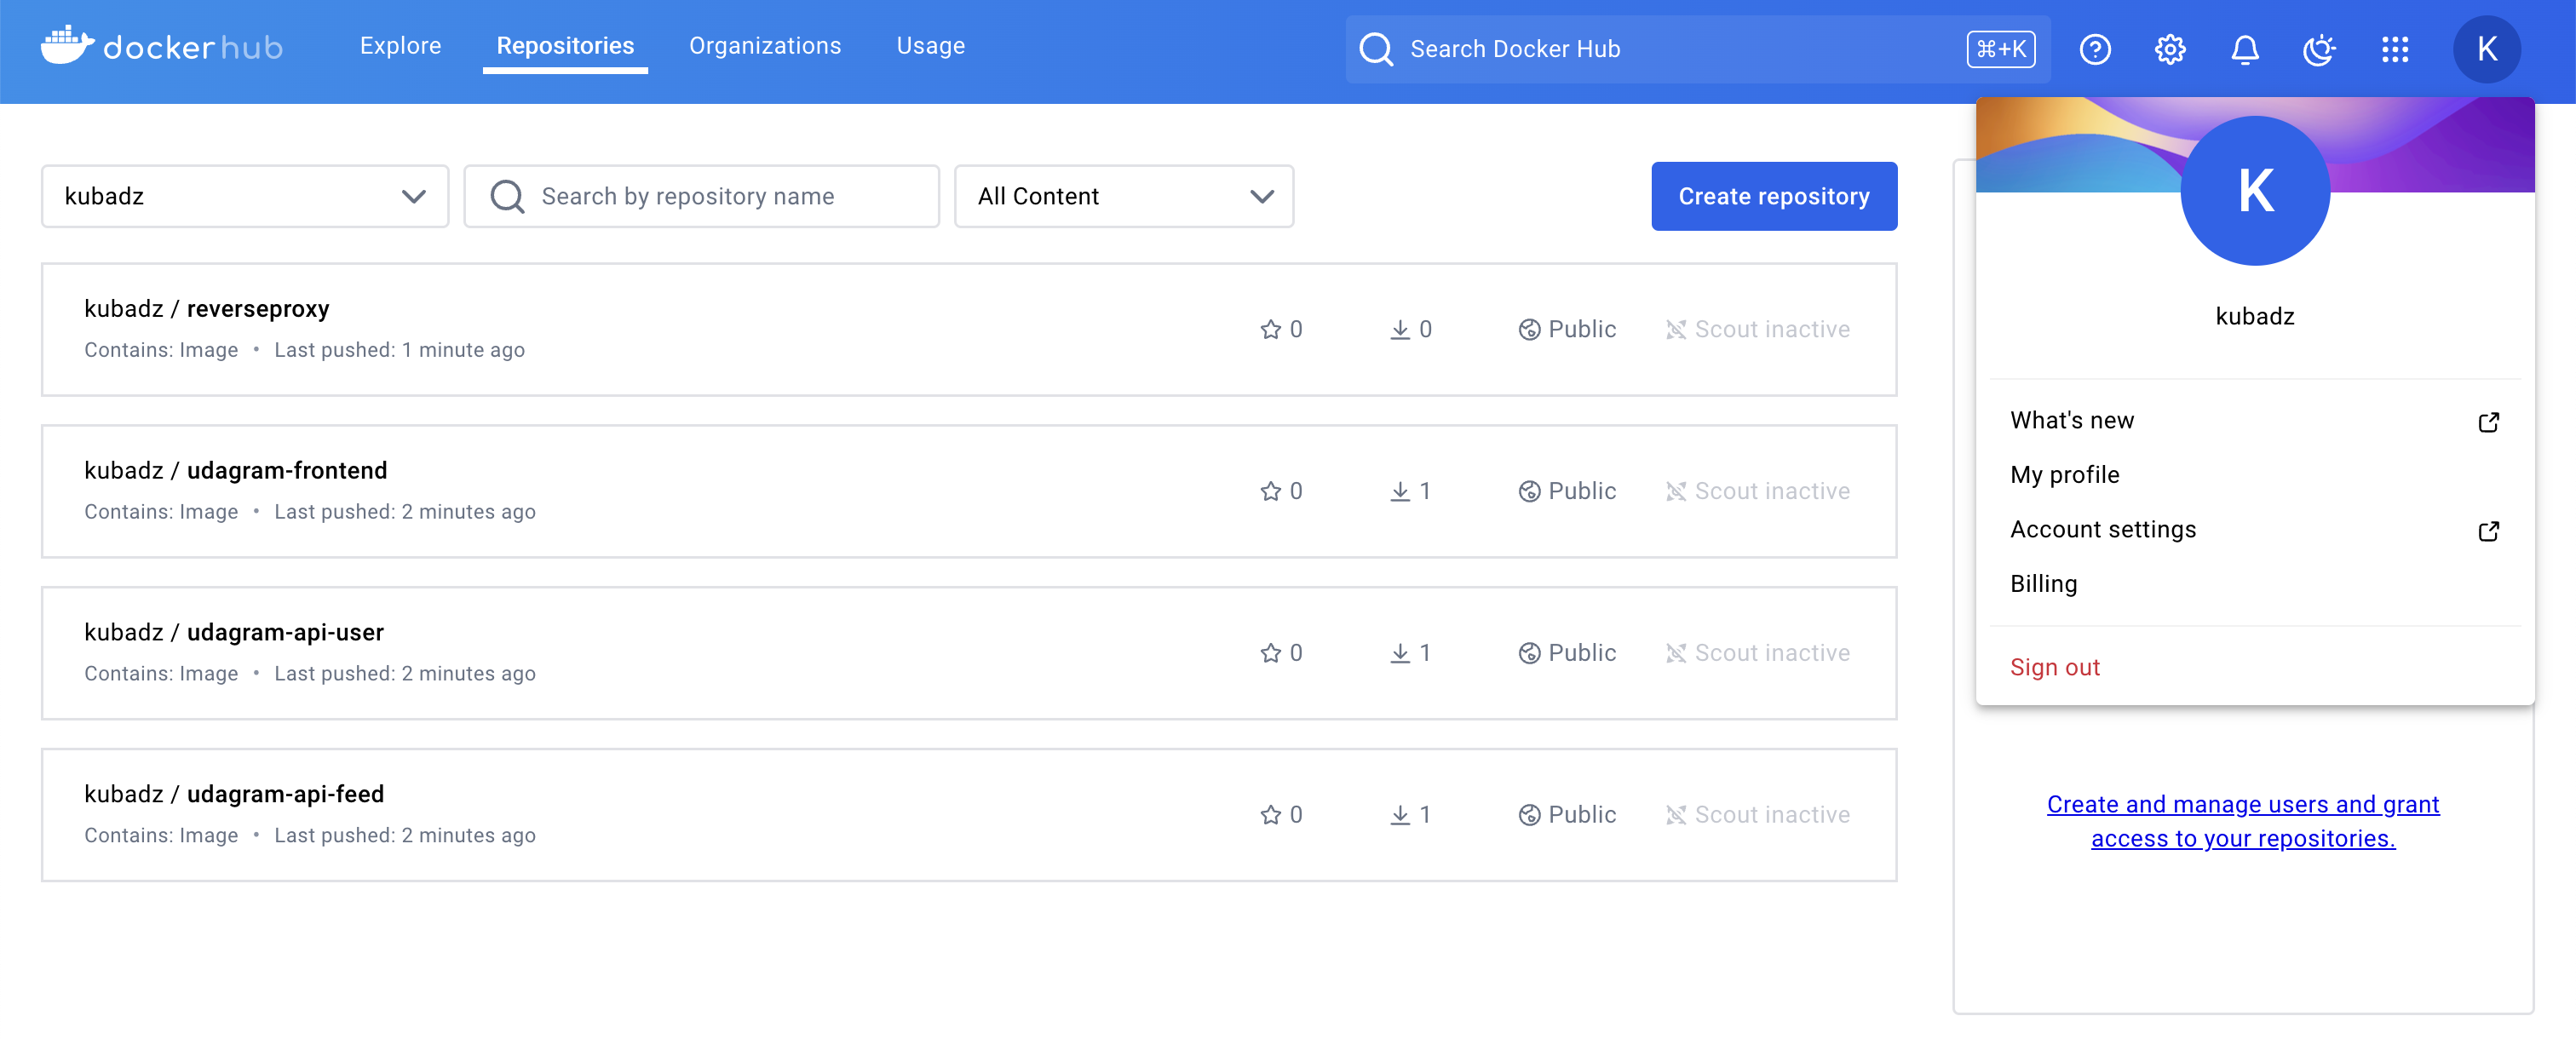 dockerhub
Explore
Repositories
Organizations
Usage
Search Docker Hub
⌘+K
K
kubadz
Search by repository name
All Content
Create repository
kubadz / reverseproxy
Contains: Image • Last pushed: 1 minute ago
0
0
Public
Scout inactive
kubadz / udagram-frontend
Contains: Image • Last pushed: 2 minutes ago
0
1
Public
Scout inactive
kubadz / udagram-api-user
Contains: Image • Last pushed: 2 minutes ago
0
1
Public
Scout inactive
kubadz / udagram-api-feed
Contains: Image • Last pushed: 2 minutes ago
0
1
Public
Scout inactive
K
kubadz
What's new
My profile
Account settings
Billing
Sign out
Create and manage users and grant
access to your repositories.